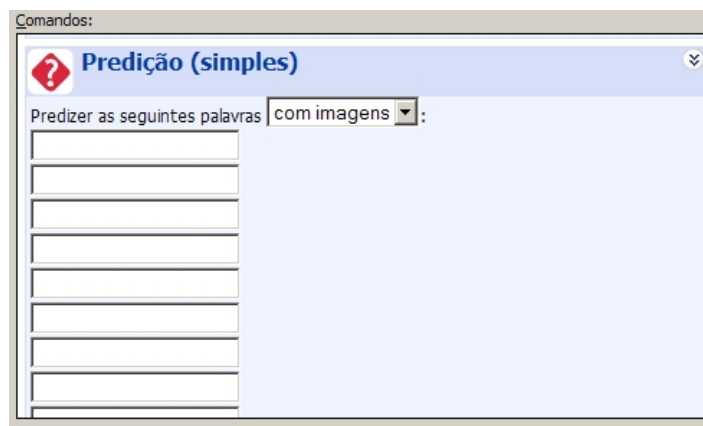 Comandos:
Predição (simples)
Predizer as seguintes palavras com imagens :